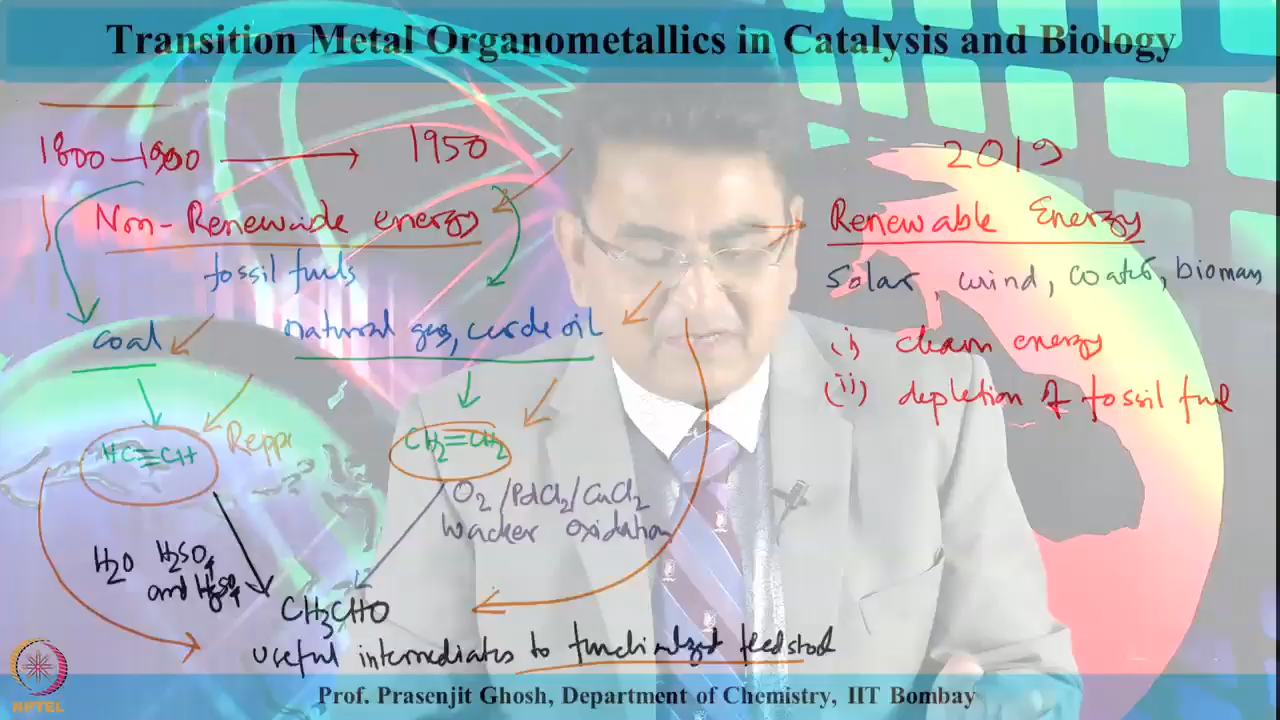 Transition Metal Organometallics in Catalysis and Biology
1800-1900 → 1950
2019
Non-Renewable energy
Renewable Energy
fossil fuels
Solar, wind, water, biomass
coal
natural gas, crude oil
(i) clean energy
(ii) depletion of fossil fuel
HC≡CH
Reppe
CH2=CH2
O2/PdCl2/CuCl2
Wacker oxidation
H2O H2SO4
and HgSO4
CH3CHO
useful intermediates to functionalized feedstock
NPTEL
Prof. Prasenjit Ghosh, Department of Chemistry, IIT Bombay